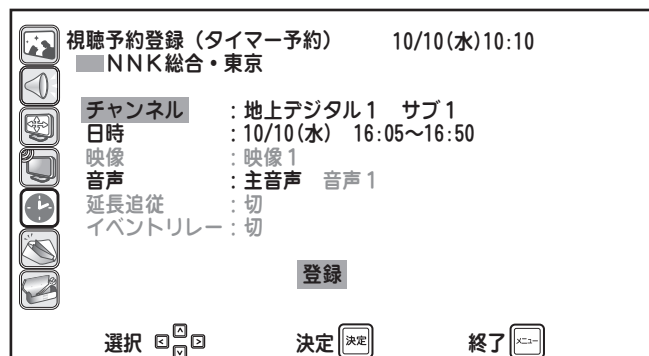 視聴予約登録（タイマー予約） 10/10(水)10:10
NNK総合・東京
チャンネル ：地上デジタル1 サブ1
日時 ：10/10(水) 16:05～16:50
映像 ：映像1
音声 ：主音声 音声1
延長追従 ：切
イベントリレー：切
登録
選択 決定 決定 終了 メニュー